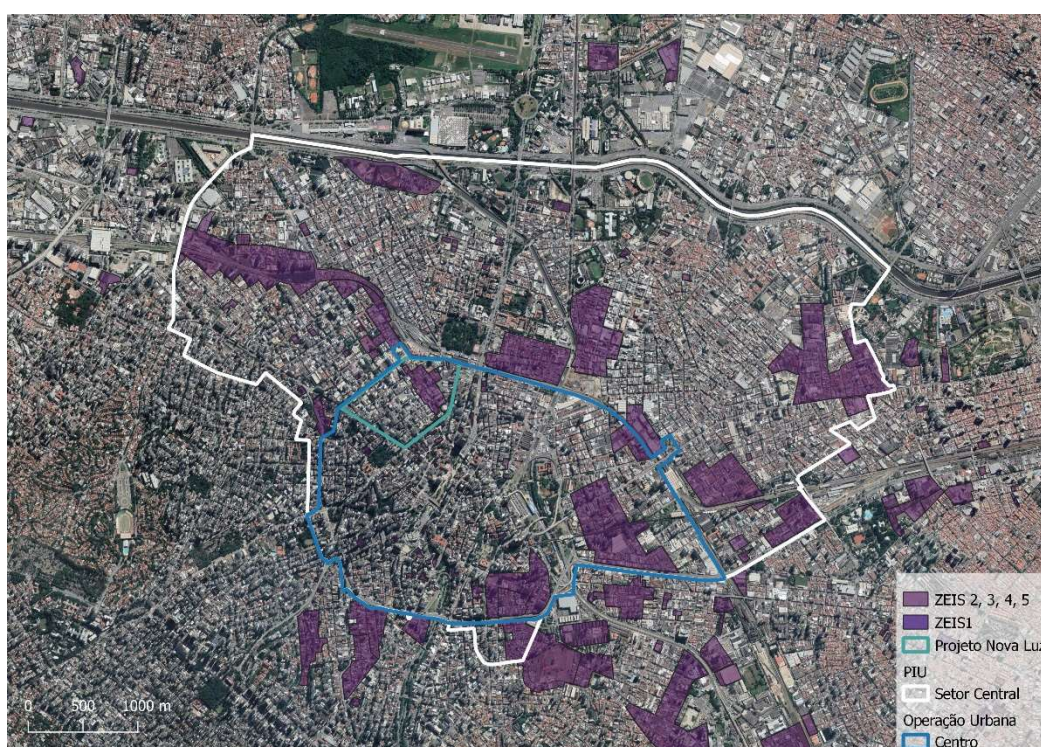 ZEIS 2, 3, 4, 5
ZEIS1
Projeto Nova Luz
PIU
Setor Central
Operação Urbana
Centro
0 500 1000 m